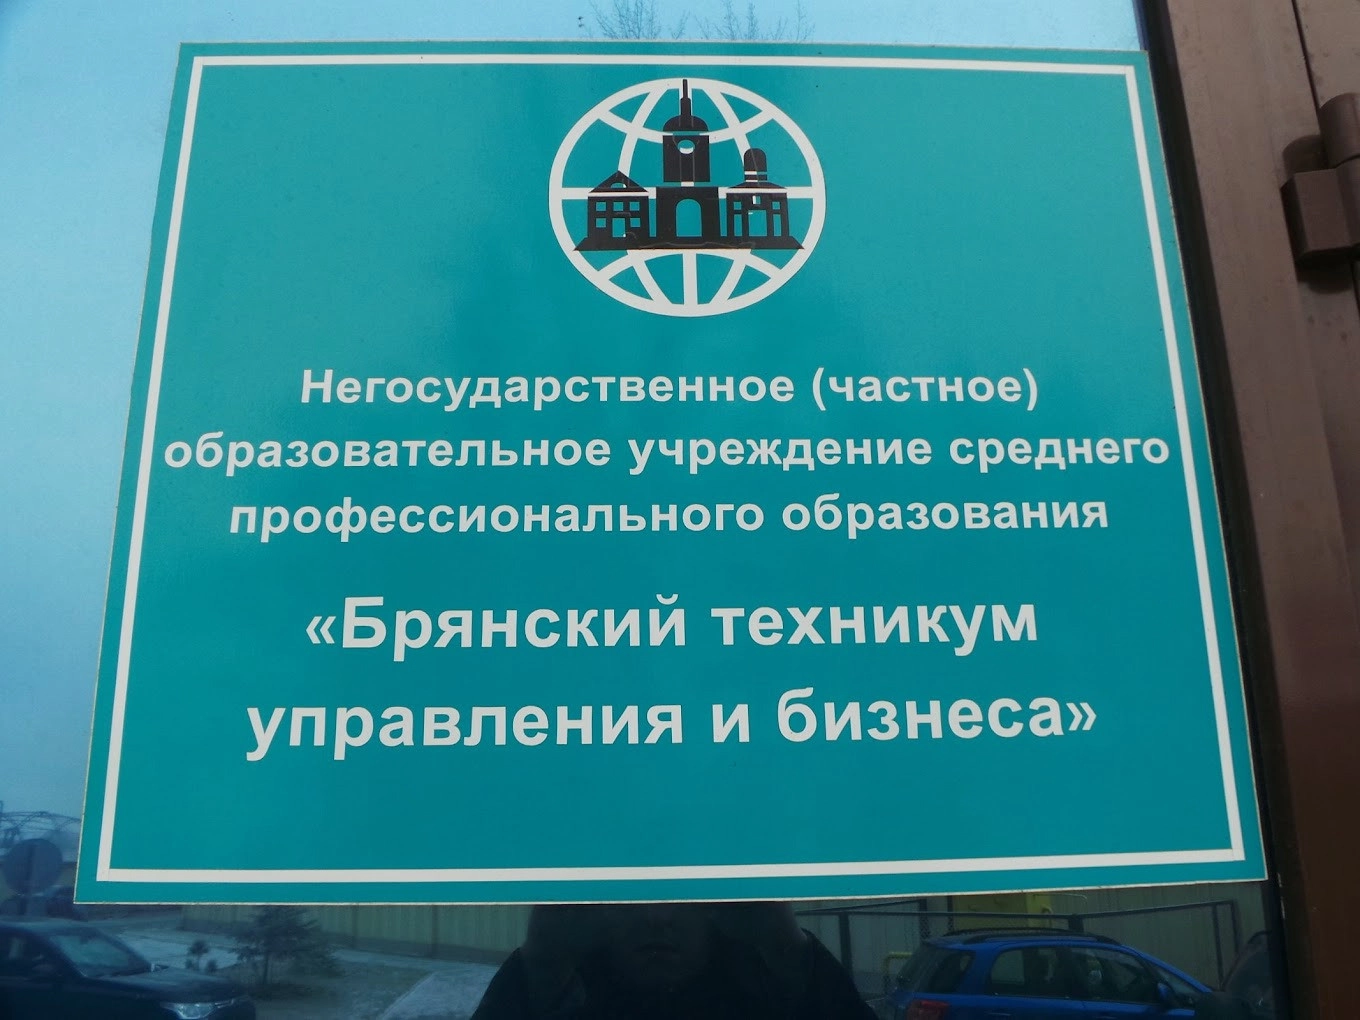 Негосударственное (частное)
образовательное учреждение среднего
профессионального образования
«Брянский техникум
управления и бизнеса»